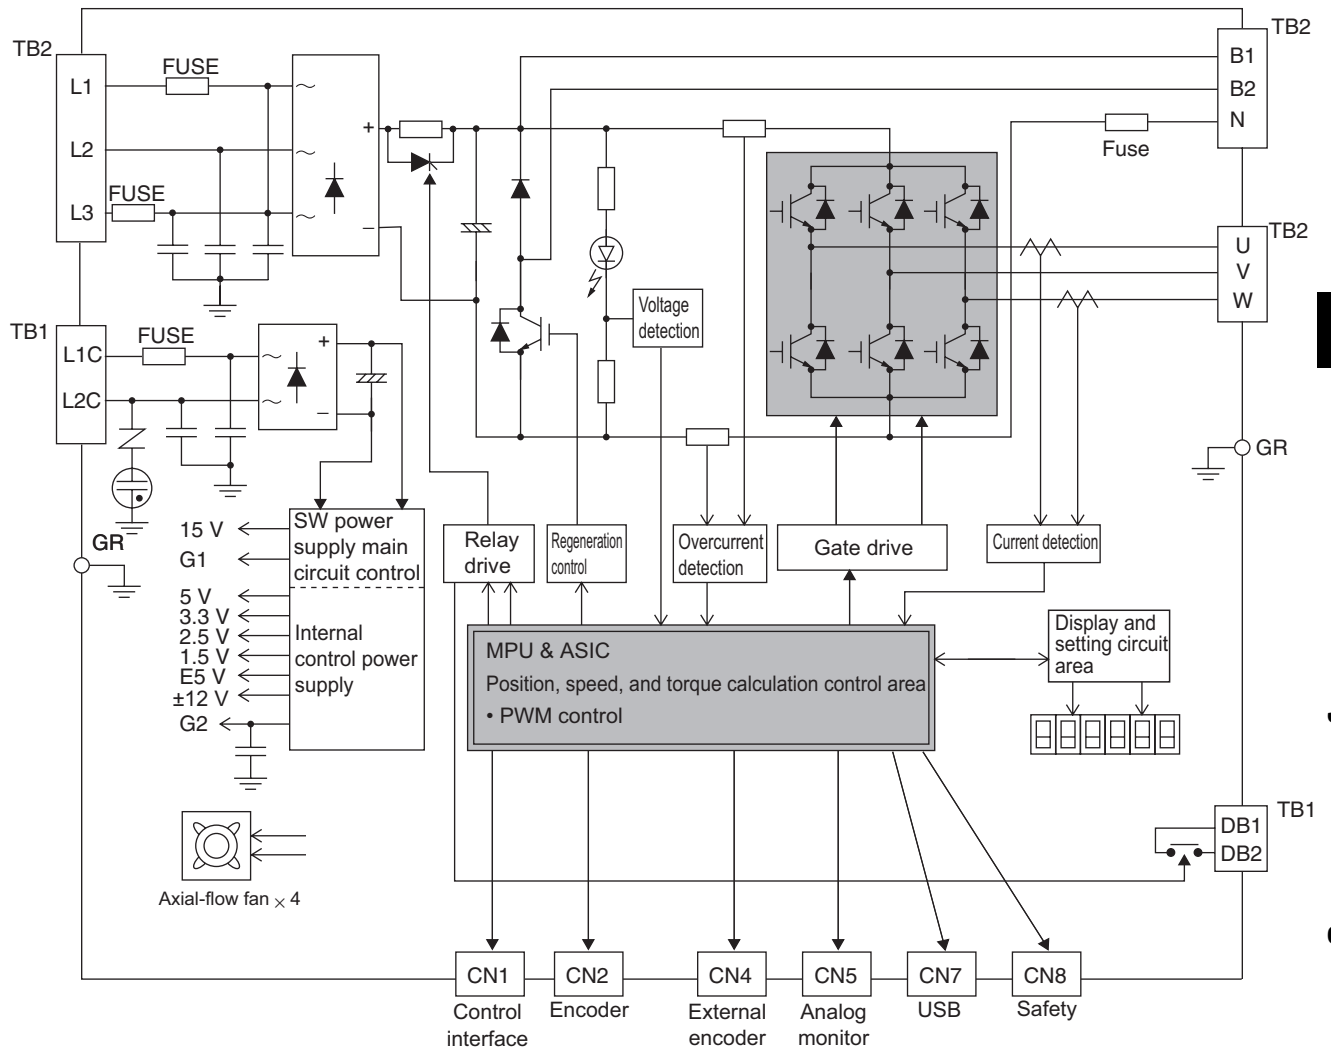 TB2
TB2
FUSE
L1
B1
B2
N
+
L2
Fuse
FUSE
L3
−
TB2
U
V
W
TB1
Voltage
detection
FUSE
L1C
+
L2C
−
GR
GR
15 V
G1
SW power
supply main
circuit control
Relay
drive
Regeneration
control
Overcurrent
detection
Gate drive
Current detection
5 V
3.3 V
2.5 V
1.5 V
E5 V
±12 V
G2
Internal
control power
supply
MPU & ASIC
Position, speed, and torque calculation control area
• PWM control
Display and
setting circuit
area
TB1
DB1
DB2
Axial-flow fan × 4
CN1
CN2
CN4
CN5
CN7
CN8
Control
interface
Encoder
External
encoder
Analog
monitor
USB
Safety